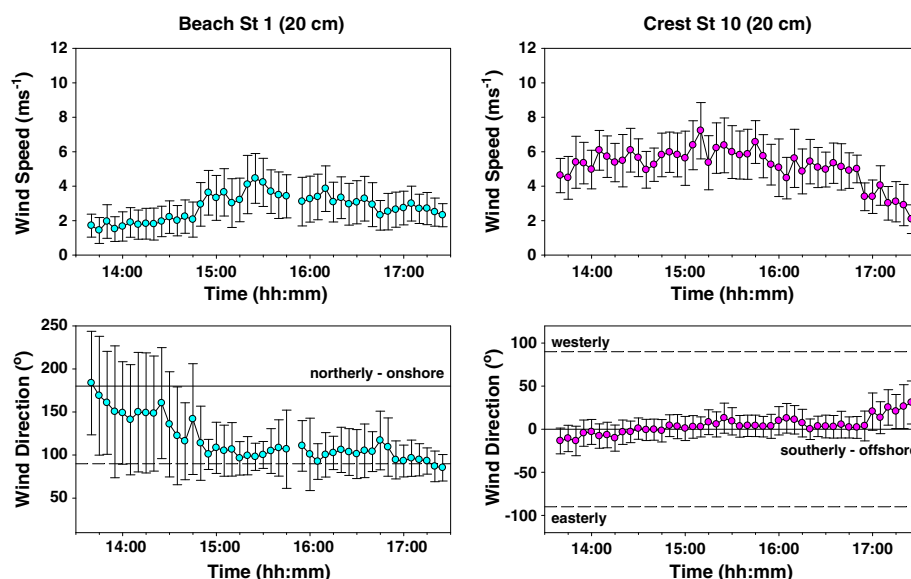 Beach St 1 (20 cm)
Wind Speed (ms⁻¹)
12
10
8
6
4
2
0
14:00 15:00 16:00 17:00
Time (hh:mm)
Crest St 10 (20 cm)
Wind Speed (ms⁻¹)
12
10
8
6
4
2
0
14:00 15:00 16:00 17:00
Time (hh:mm)
Wind Direction (º)
250
200
150
100
50
northerly - onshore
14:00 15:00 16:00 17:00
Time (hh:mm)
Wind Direction (º)
100
50
0
-50
-100
westerly
southerly - offshore
easterly
14:00 15:00 16:00 17:00
Time (hh:mm)